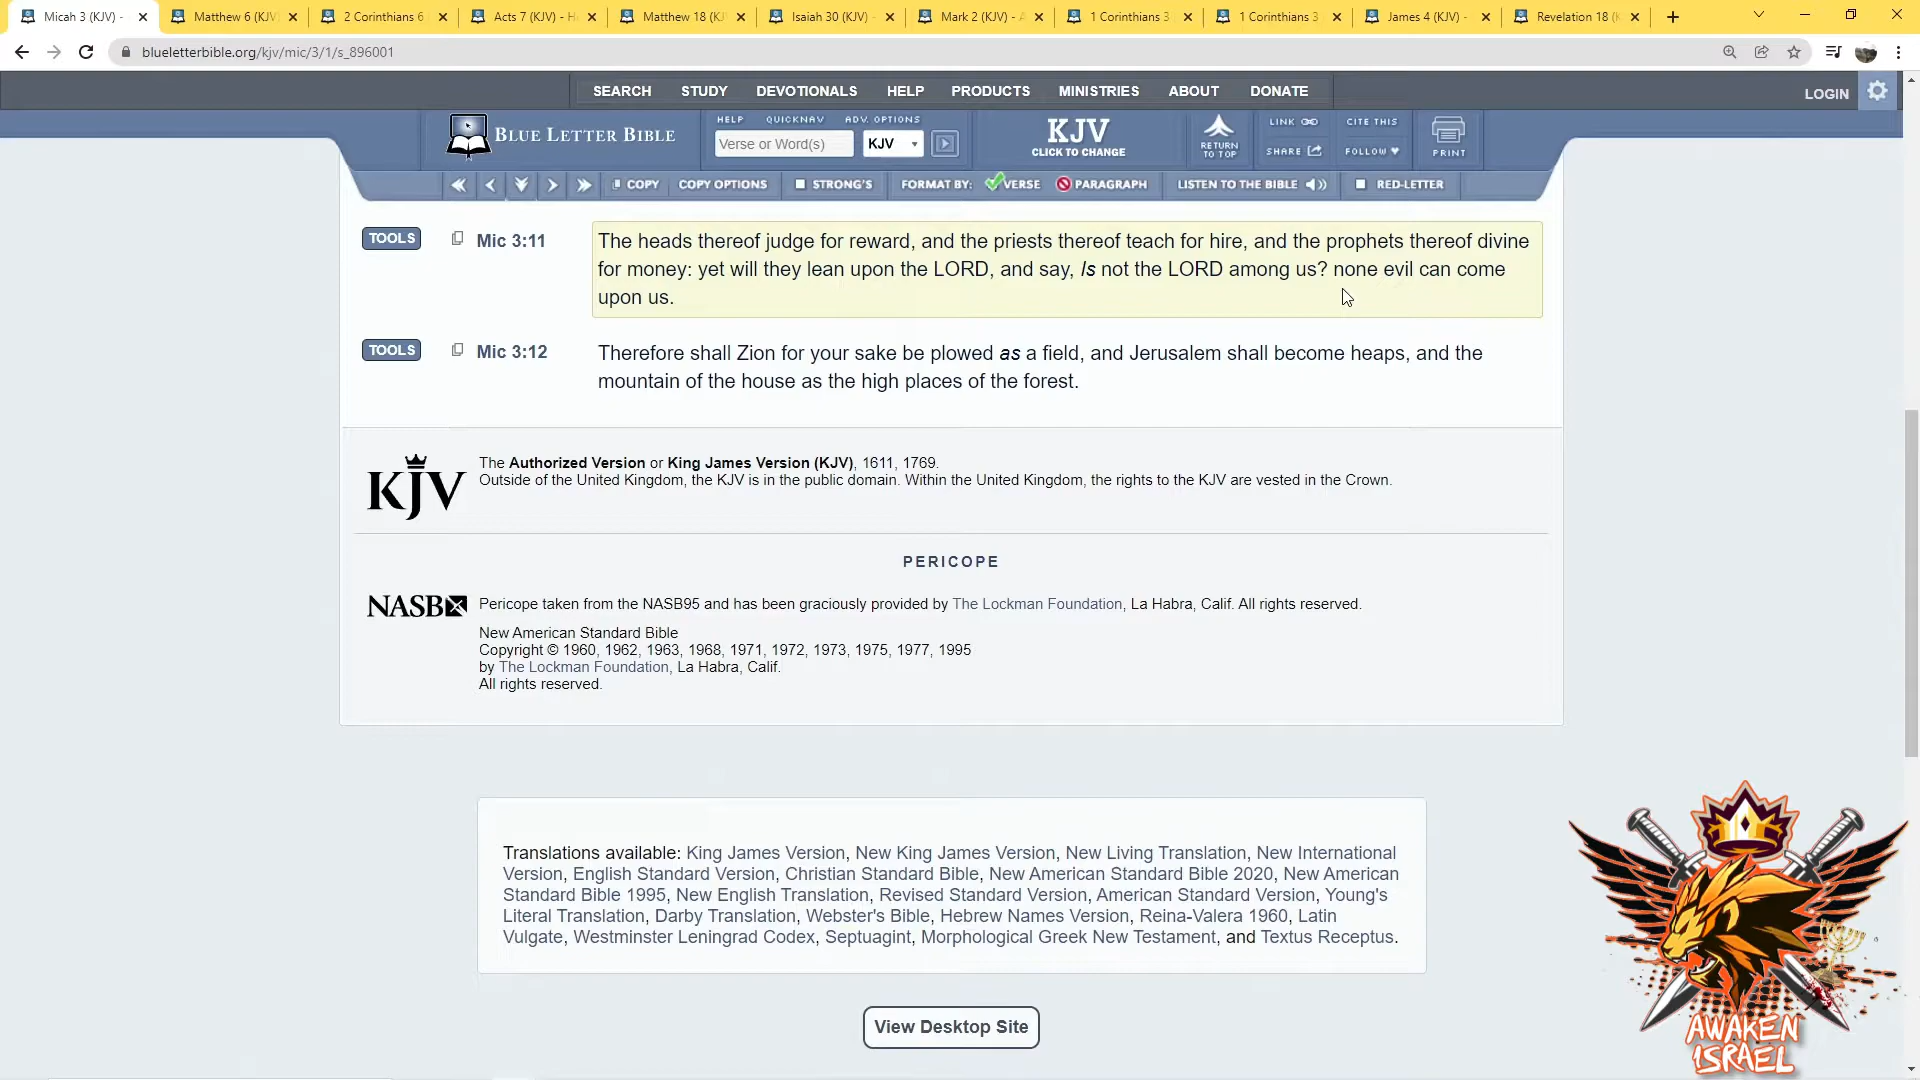 Micah 3 (KJV) -
Matthew 6 (KJV)
2 Corinthians 6
Acts 7 (KJV) - H
Matthew 18 (KJV
Isaiah 30 (KJV) -
Mark 2 (KJV) - A
1 Corinthians 3
1 Corinthians 3
James 4 (KJV) -
Revelation 18 (K
blueletterbible.org/kjv/mic/3/1/s_896001
SEARCH STUDY DEVOTIONALS HELP PRODUCTS MINISTRIES ABOUT DONATE
LOGIN
BLUE LETTER BIBLE
HELP QUICKNAV ADV. OPTIONS
Verse or Word(s) KJV
KJV
CLICK TO CHANGE
RETURN
TO TOP
LINK CITE THIS
SHARE FOLLOW
PRINT
COPY COPY OPTIONS STRONG'S FORMAT BY: VERSE PARAGRAPH LISTEN TO THE BIBLE RED-LETTER
TOOLS Mic 3:11 The heads thereof judge for reward, and the priests thereof teach for hire, and the prophets thereof divine
for money: yet will they lean upon the LORD, and say, Is not the LORD among us? none evil can come
upon us.
TOOLS Mic 3:12 Therefore shall Zion for your sake be plowed as a field, and Jerusalem shall become heaps, and the
mountain of the house as the high places of the forest.
KJV
The Authorized Version or King James Version (KJV), 1611, 1769.
Outside of the United Kingdom, the KJV is in the public domain. Within the United Kingdom, the rights to the KJV are vested in the Crown.
PERICOPE
NASB
Pericope taken from the NASB95 and has been graciously provided by The Lockman Foundation, La Habra, Calif. All rights reserved.
New American Standard Bible
Copyright © 1960, 1962, 1963, 1968, 1971, 1972, 1973, 1975, 1977, 1995
by The Lockman Foundation, La Habra, Calif.
All rights reserved.
Translations available: King James Version, New King James Version, New Living Translation, New International
Version, English Standard Version, Christian Standard Bible, New American Standard Bible 2020, New American
Standard Bible 1995, New English Translation, Revised Standard Version, American Standard Version, Young's
Literal Translation, Darby Translation, Webster's Bible, Hebrew Names Version, Reina-Valera 1960, Latin
Vulgate, Westminster Leningrad Codex, Septuagint, Morphological Greek New Testament, and Textus Receptus.
View Desktop Site
AWAKEN
ISRAEL